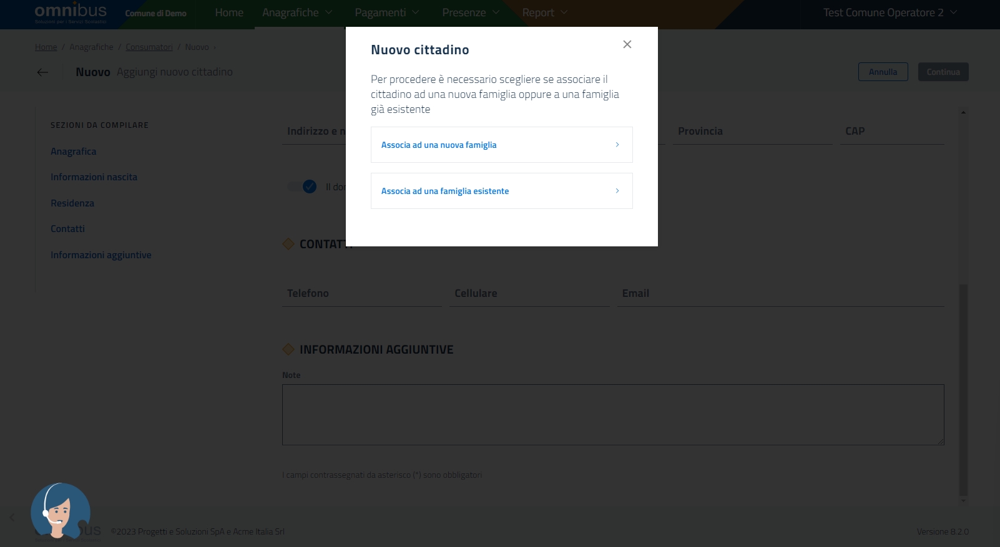 omnibus
Soluzioni per i Servizi Scolastici
Comune di Demo
Home
Anagrafiche
Pagamenti
Presenze
Report
Test Comune Operatore 2
Home / Anagrafiche / Consumatori / Nuovo
Nuovo Aggiungi nuovo cittadino
Annulla
Continua
Nuovo cittadino
Per procedere è necessario scegliere se associare il
cittadino ad una nuova famiglia oppure a una famiglia
già esistente
Associa ad una nuova famiglia
Associa ad una famiglia esistente
SEZIONI DA COMPILARE
Anagrafica
Informazioni nascita
Residenza
Contatti
Informazioni aggiuntive
Indirizzo e n
Provincia
CAP
Il do
CONTATTI
Telefono
Cellulare
Email
INFORMAZIONI AGGIUNTIVE
Note
I campi contrassegnati da asterisco (*) sono obbligatori
©2023 Progetti e Soluzioni SpA e Acme Italia Srl
Versione 8.2.0